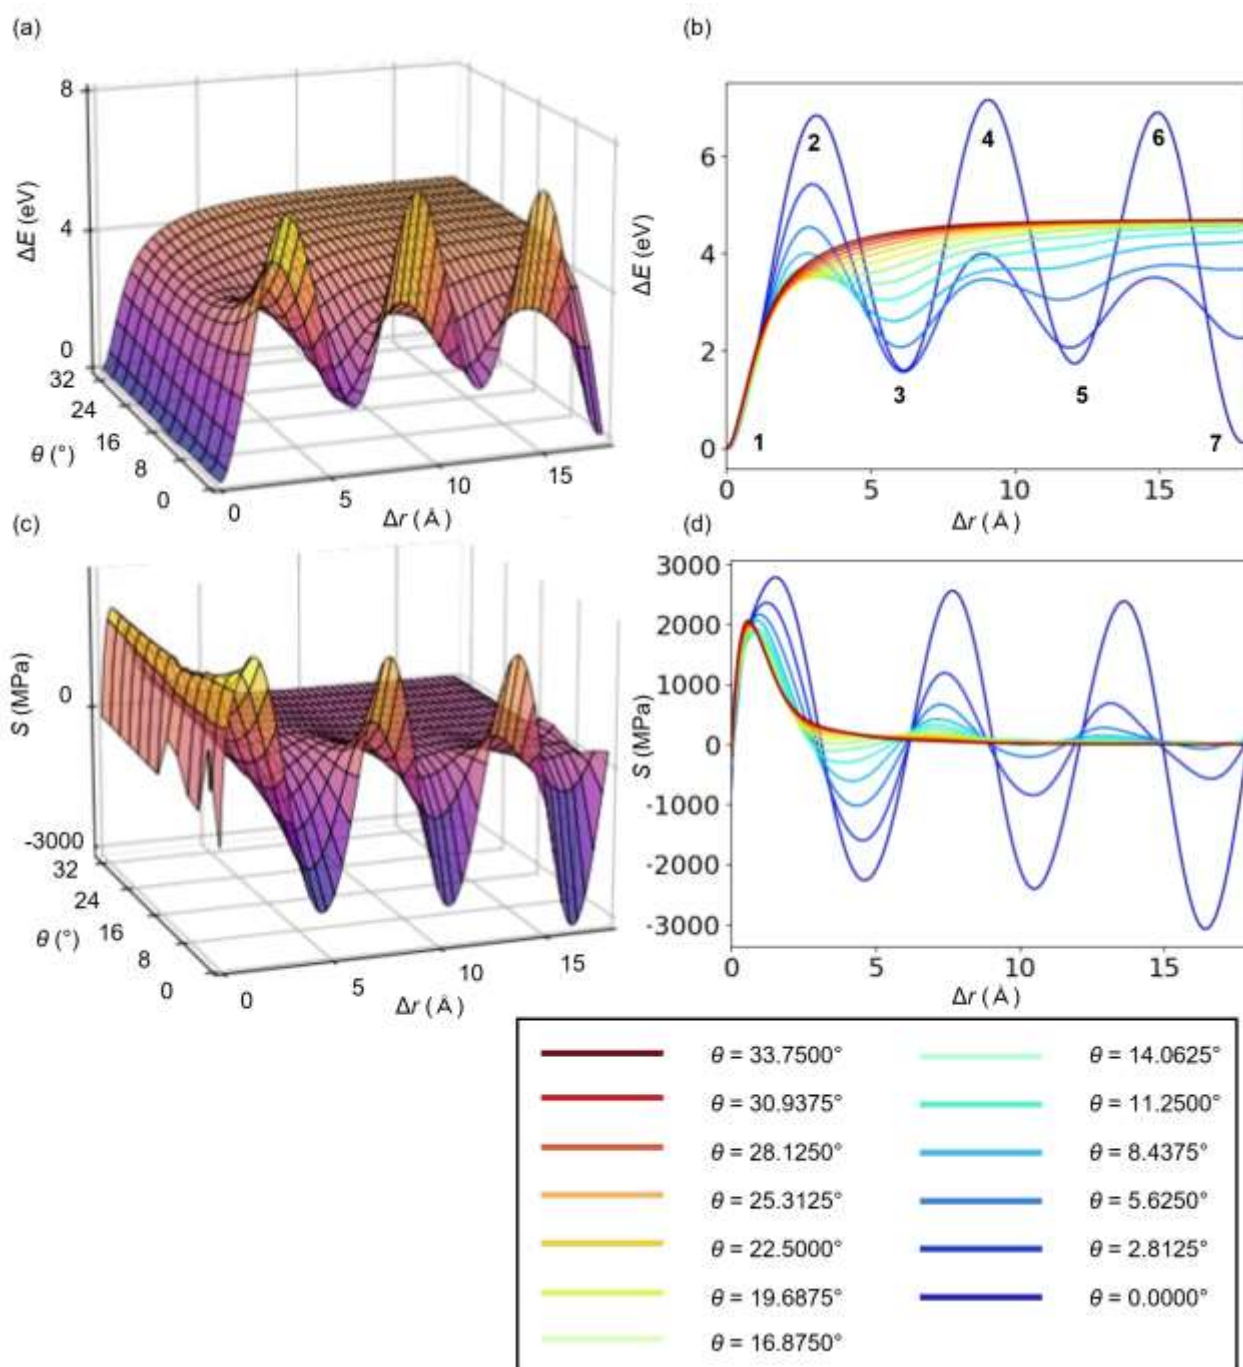 (a)
8
4
0
ΔE (eV)
32
24
16
8
0
θ (°)
0
5
10
15
Δr (Å)
(b)
6
4
2
0
ΔE (eV)
1
2
3
4
5
6
7
0
5
10
15
Δr (Å)
(c)
0
-3000
S (MPa)
32
24
16
8
0
θ (°)
0
5
10
15
Δr (Å)
(d)
3000
2000
1000
0
-1000
-2000
-3000
S (MPa)
0
5
10
15
Δr (Å)
θ = 33.7500°
θ = 30.9375°
θ = 28.1250°
θ = 25.3125°
θ = 22.5000°
θ = 19.6875°
θ = 16.8750°
θ = 14.0625°
θ = 11.2500°
θ = 8.4375°
θ = 5.6250°
θ = 2.8125°
θ = 0.0000°